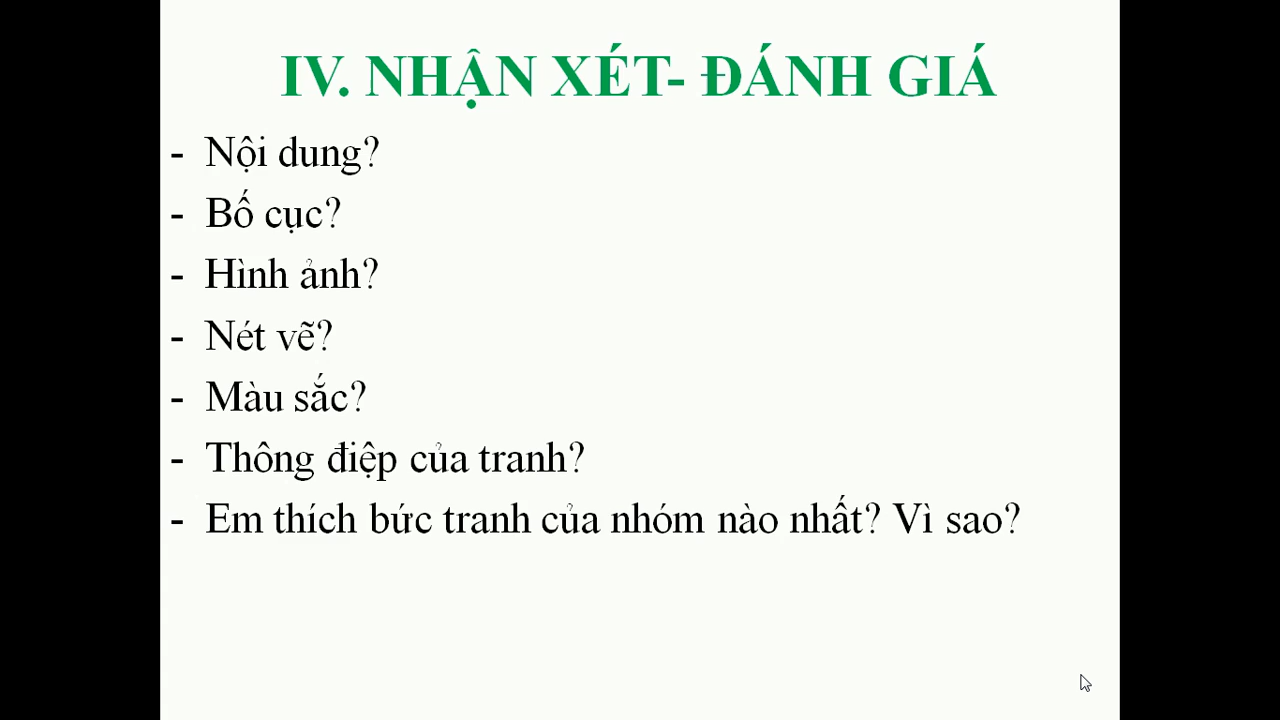 IV. NHẬN XÉT- ĐÁNH GIÁ
- Nội dung?
- Bố cục?
- Hình ảnh?
- Nét vẽ?
- Màu sắc?
- Thông điệp của tranh?
- Em thích bức tranh của nhóm nào nhất? Vì sao?